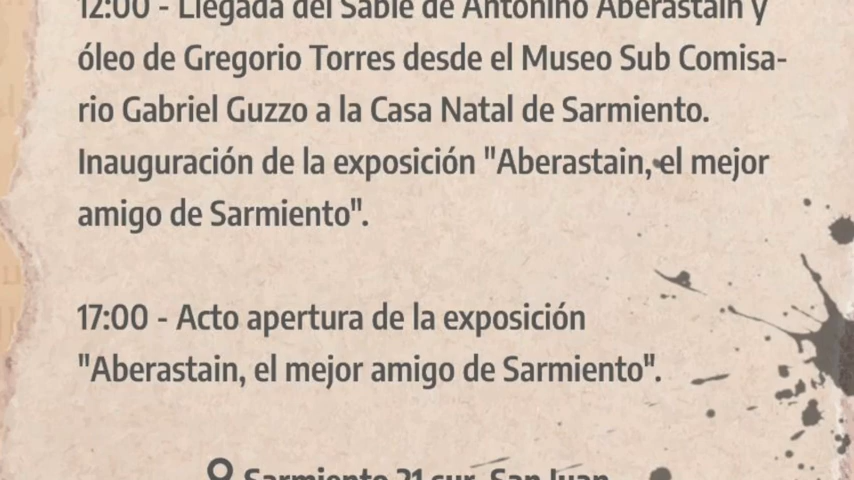 12:00 - Llegada del Sable de Antonino Aberastain y
óleo de Gregorio Torres desde el Museo Sub Comisa-
rio Gabriel Guzzo a la Casa Natal de Sarmiento.
Inauguración de la exposición "Aberastain, el mejor
amigo de Sarmiento".
17:00 - Acto apertura de la exposición
"Aberastain, el mejor amigo de Sarmiento".
Sarmiento 21 sur, San Juan